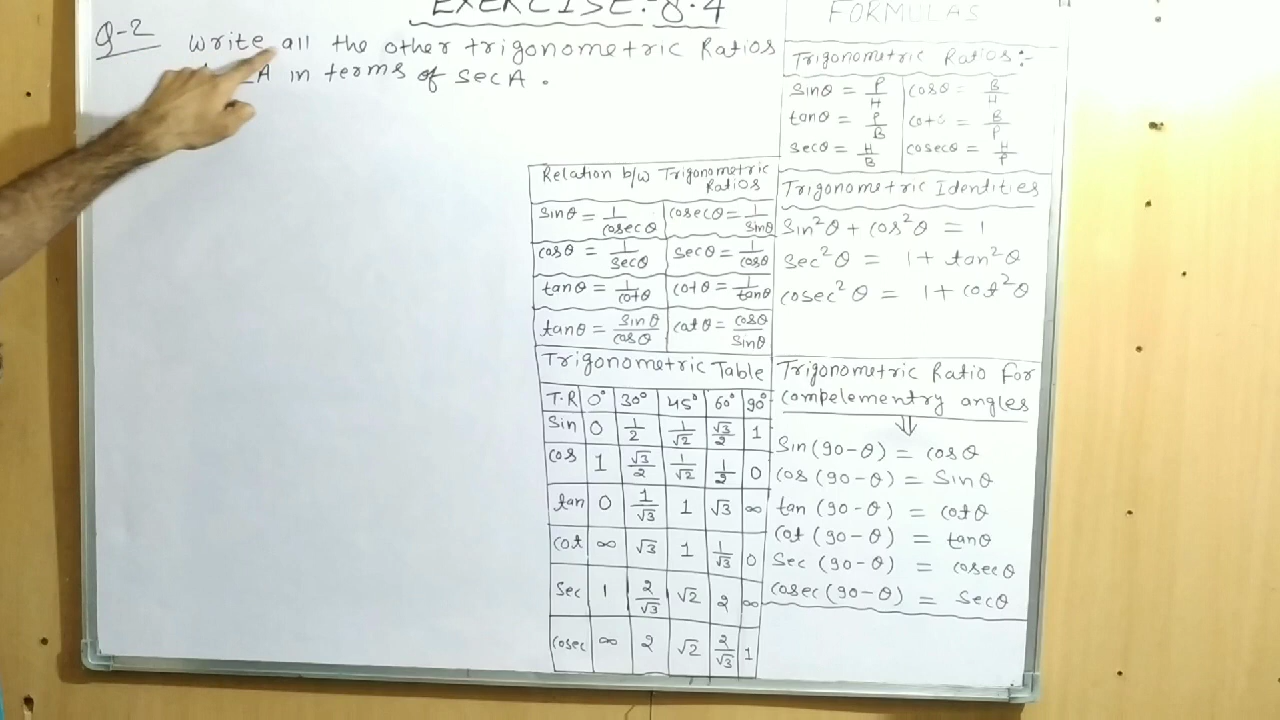 EXERCISE:-8.4
Q-2 Write all the other trigonometric Ratios
∠A in terms of sec A.
FORMULAS
Trigonometric Ratios:-
sinθ = P/H cosθ = B/H
tanθ = P/B cotθ = B/P
secθ = H/B cosecθ = H/P
Relation b/w Trigonometric
Ratios
sinθ = 1/cosecθ cosecθ = 1/sinθ
cosθ = 1/secθ secθ = 1/cosθ
tanθ = 1/cotθ cotθ = 1/tanθ
tanθ = sinθ/cosθ cotθ = cosθ/sinθ
Trigonometric Identities
Sin²θ + cos²θ = 1
sec²θ = 1 + tan²θ
cosec²θ = 1 + cot²θ
Trigonometric Table
T.R 0° 30° 45° 60° 90°
Sin 0 1/2 1/√2 √3/2 1
cos 1 √3/2 1/√2 1/2 0
tan 0 1/√3 1 √3 ∞
cot ∞ √3 1 1/√3 0
Sec 1 2/√3 √2 2 ∞
cosec ∞ 2 √2 2/√3 1
Trigonometric Ratio for
compelementry angles
⇓
Sin (90-θ) = cosθ
cos (90-θ) = Sinθ
tan (90-θ) = cotθ
cot (90-θ) = tanθ
Sec (90-θ) = cosecθ
cosec (90-θ) = Secθ